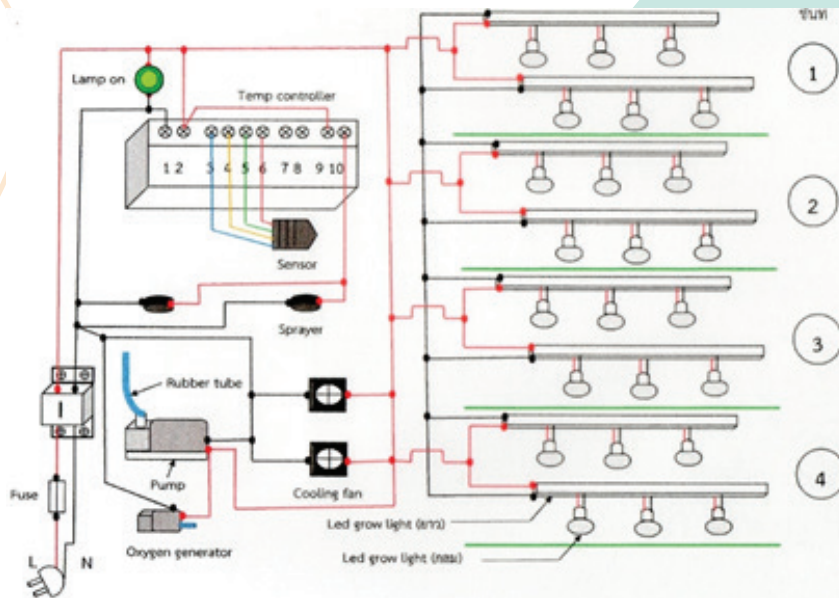 ชั้นที่
Lamp on
Temp controller
1
1 2 3 4 5 6 7 8 9 10
Sensor
2
Sprayer
Rubber tube
3
Pump
Cooling fan
Fuse
4
Led grow light (ยาว)
Oxygen generator
Led grow light (กลม)
L N